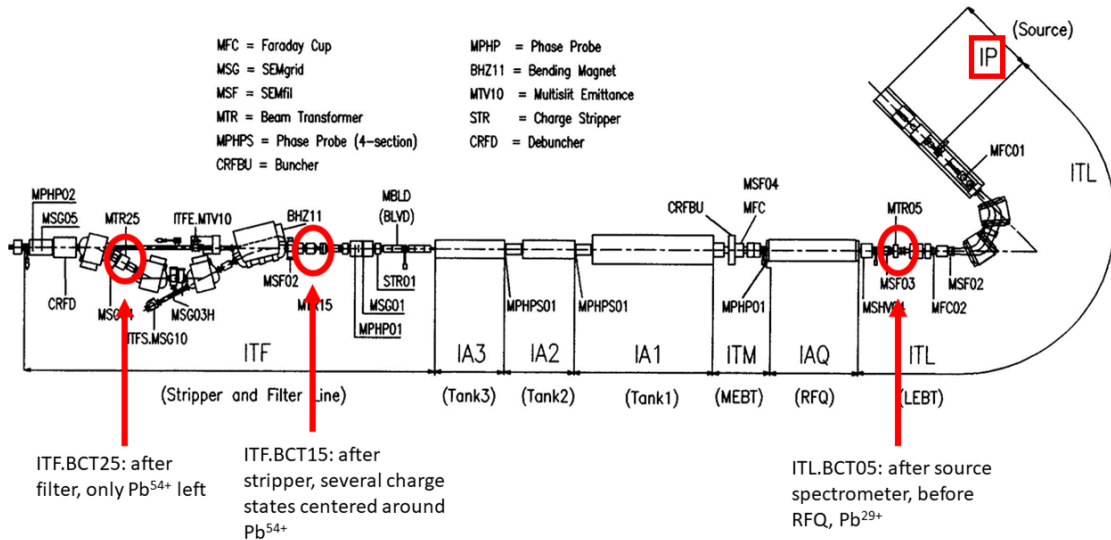 MFC = Faraday Cup
MSG = SEMgrid
MSF = SEMfil
MTR = Beam Transformer
MPHPS = Phase Probe (4-section)
CRFBU = Buncher
MPHP = Phase Probe
BHZ11 = Bending Magnet
MTV10 = Multislit Emittance
STR = Charge Stripper
CRFD = Debuncher
(Source)
IP
MFC01
ITL
MPHP02
MSG05
MTR25
ITFE.MTV10
BHZ11
MBLD
(BLVD)
CRFBU
MSF04
MFC
MTR05
CRFD
MSG03H
ITFS.MSG10
MSF02
MTR15
STR01
MSG01
MPHP01
MPHPS01
MPHPS01
MPHP01
MSHV04
MSF03
MFC02
MSF02
ITF
IA3
IA2
IA1
ITM
IAQ
ITL
(Stripper and Filter Line)
(Tank3)
(Tank2)
(Tank1)
(MEBT)
(RFQ)
(LEBT)
ITF.BCT25: after
filter, only Pb54+ left
ITF.BCT15: after
stripper, several charge
states centered around
Pb54+
ITL.BCT05: after source
spectrometer, before
RFQ, Pb29+